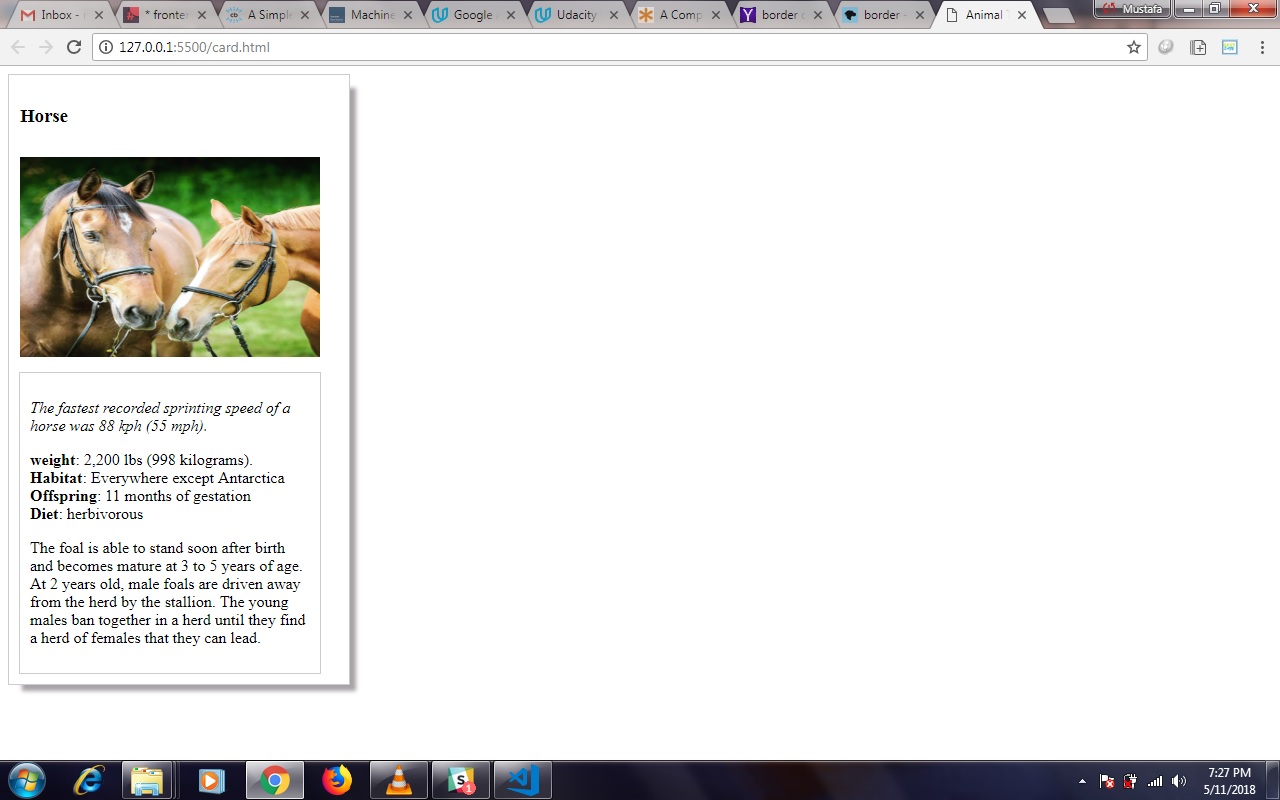 Inbox -
* fronte
A Simple
Machine
Google
Udacity
A Comp
border
border -
Animal
Mustafa
127.0.0.1:5500/card.html
Horse
The fastest recorded sprinting speed of a
horse was 88 kph (55 mph).
weight: 2,200 lbs (998 kilograms).
Habitat: Everywhere except Antarctica
Offspring: 11 months of gestation
Diet: herbivorous
The foal is able to stand soon after birth
and becomes mature at 3 to 5 years of age.
At 2 years old, male foals are driven away
from the herd by the stallion. The young
males ban together in a herd until they find
a herd of females that they can lead.
7:27 PM
5/11/2018